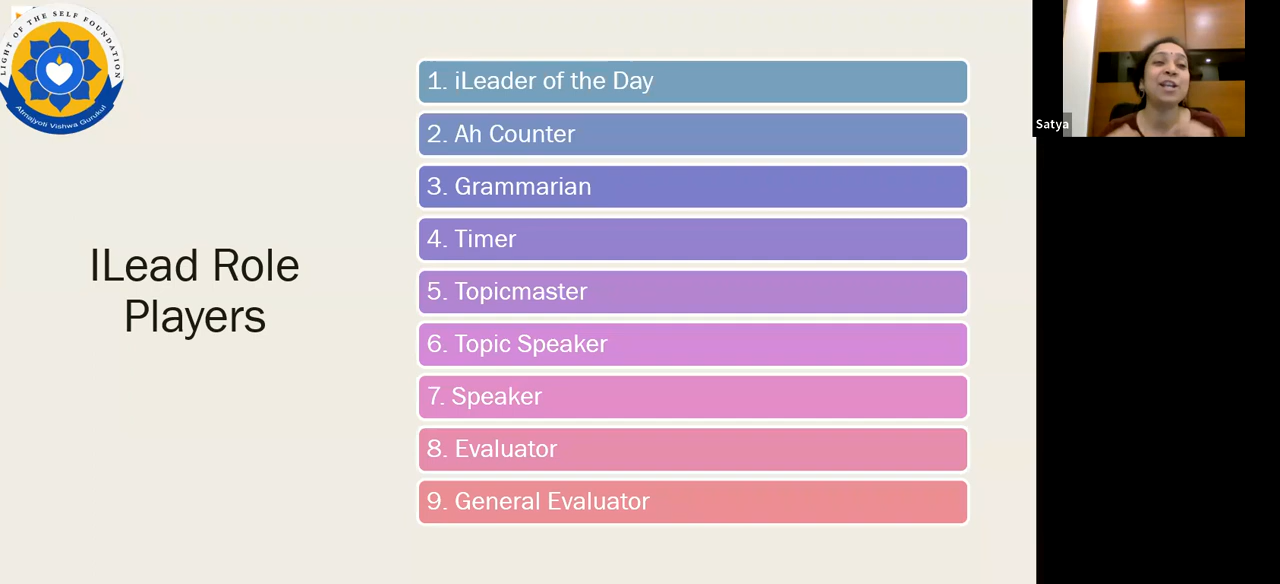 LIGHT OF THE SELF FOUNDATION
Atmajyoti Vishwa Gurukul
ILead Role
Players
1. iLeader of the Day
2. Ah Counter
3. Grammarian
4. Timer
5. Topicmaster
6. Topic Speaker
7. Speaker
8. Evaluator
9. General Evaluator
Satya